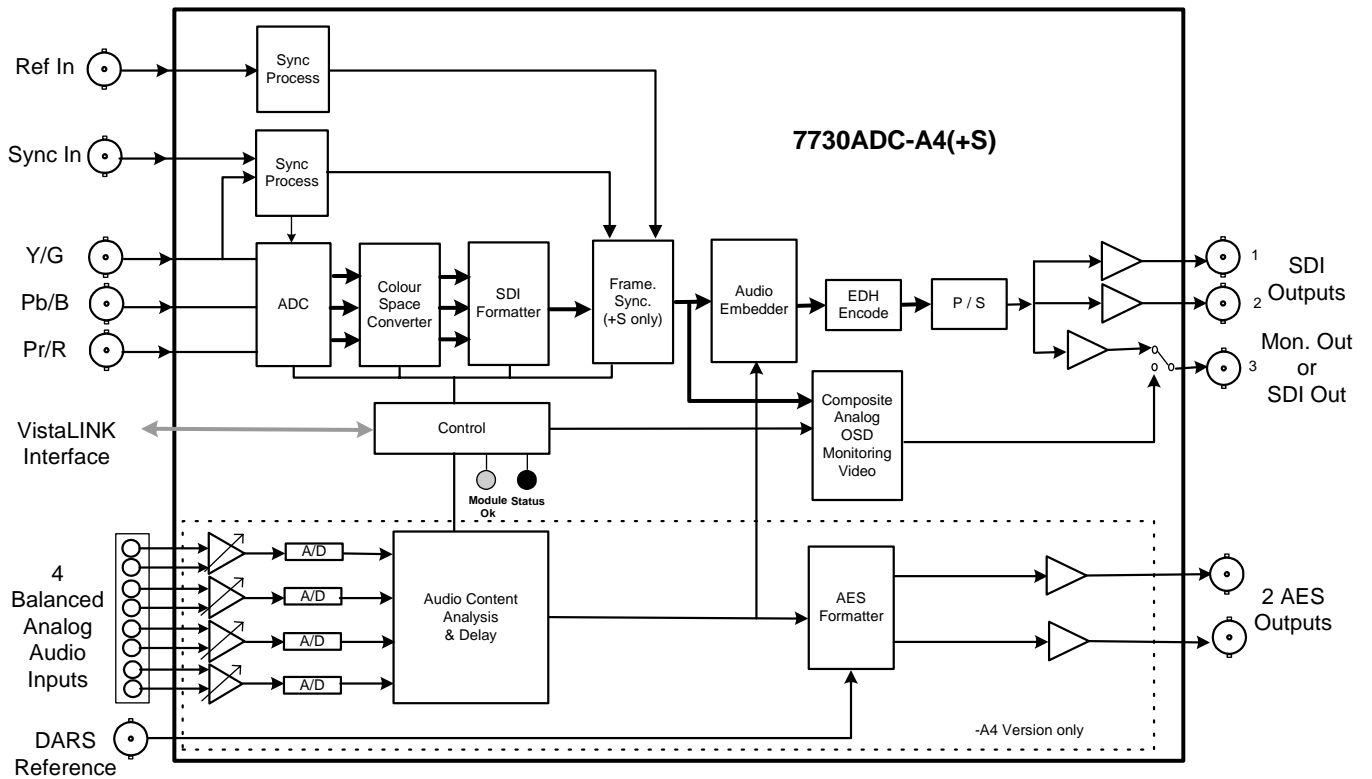 Ref In
Sync
Process
7730ADC-A4(+S)
Sync In
Sync
Process
Y/G
Pb/B
Pr/R
ADC
Colour
Space
Converter
SDI
Formatter
Frame.
Sync.
(+S only)
Audio
Embedder
EDH
Encode
P / S
1
2
3
SDI
Outputs
Mon. Out
or
SDI Out
VistaLINK
Interface
Control
Module
Ok
Status
Composite
Analog
OSD
Monitoring
Video
4
Balanced
Analog
Audio
Inputs
A/D
A/D
A/D
A/D
Audio Content
Analysis
& Delay
AES
Formatter
2 AES
Outputs
DARS
Reference
-A4 Version only